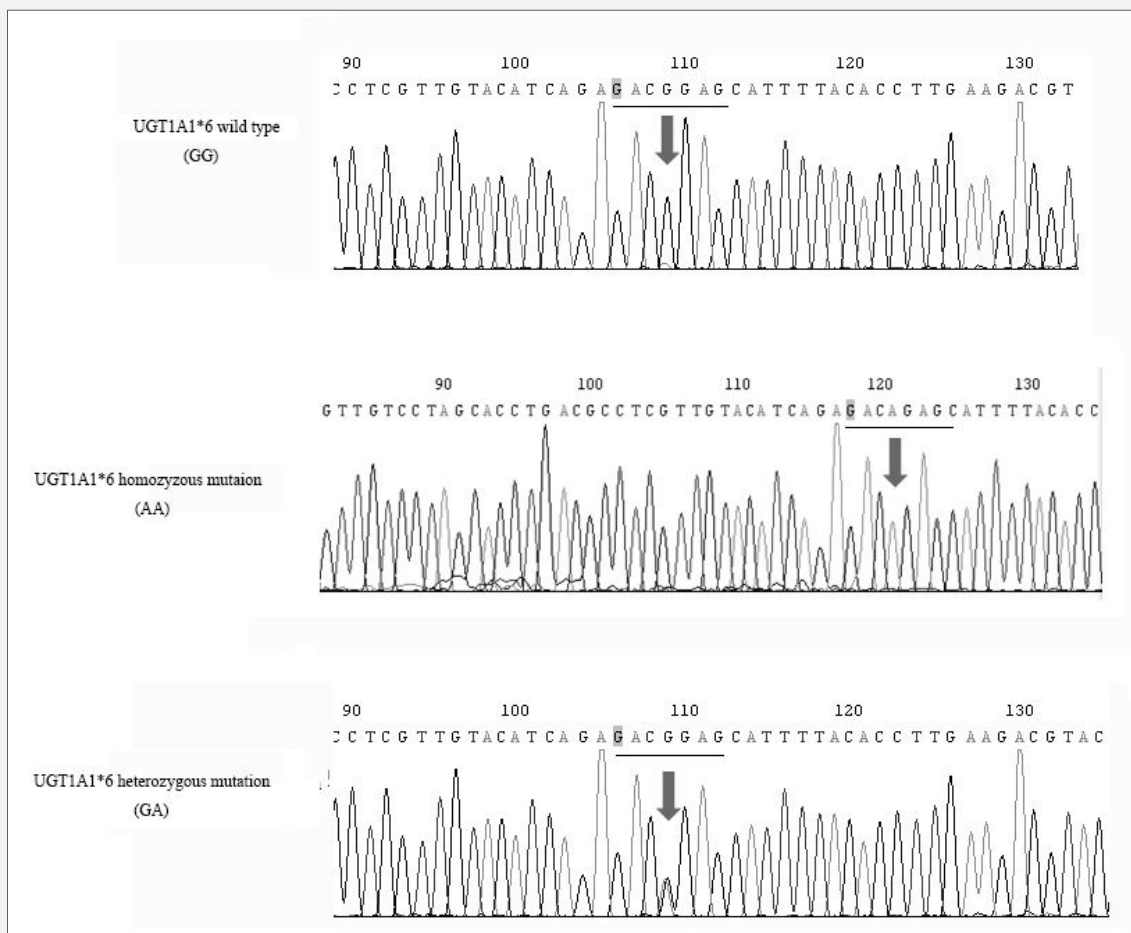 90 100 110 120 130
C C T C G T T G T A C A T C A G A G A C G G A G C A T T T T A C A C C T T G A A G A C G T
UGT1A1*6 wild type
(GG)
90 100 110 120 130
G T T G T C C T A G C A C C T G A C G C C T C G T T G T A C A T C A G A G A C A G A G C A T T T T A C A C C
UGT1A1*6 homozyzous mutaion
(AA)
90 100 110 120 130
C C T C G T T G T A C A T C A G A G A C G G A G C A T T T T A C A C C T T G A A G A C G T A C
UGT1A1*6 heterozygous mutation
(GA)